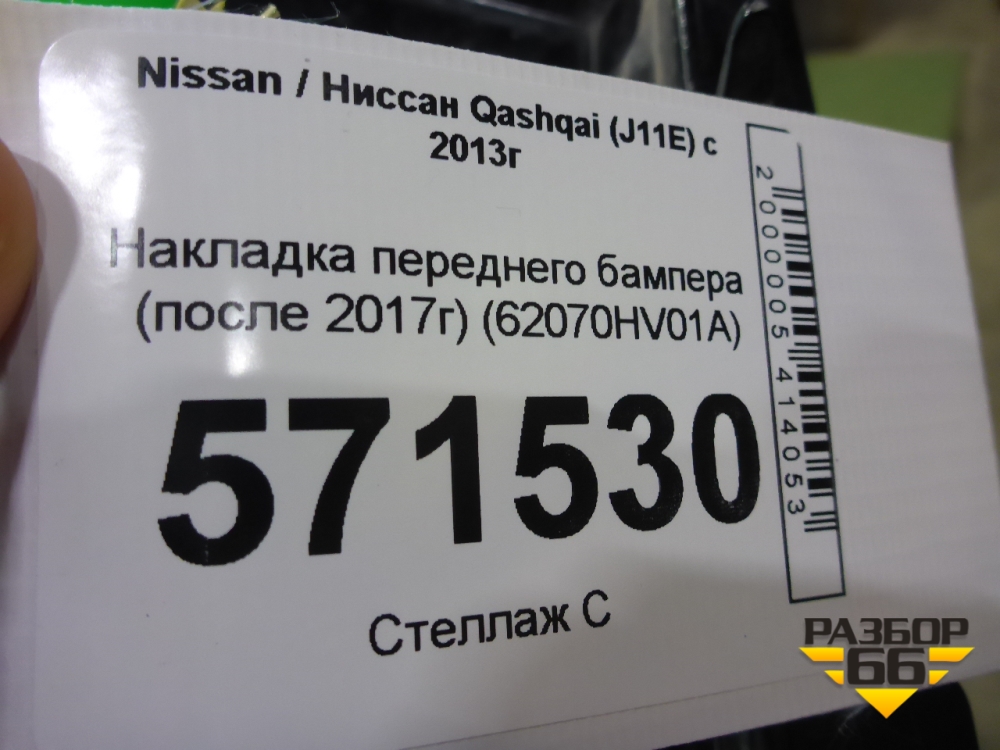 Nissan / Ниссан Qashqai (J11E) с
2013г
Накладка переднего бампера
(после 2017г) (62070HV01A)
571530
Стеллаж С
2000005414053
РАЗБОР
66